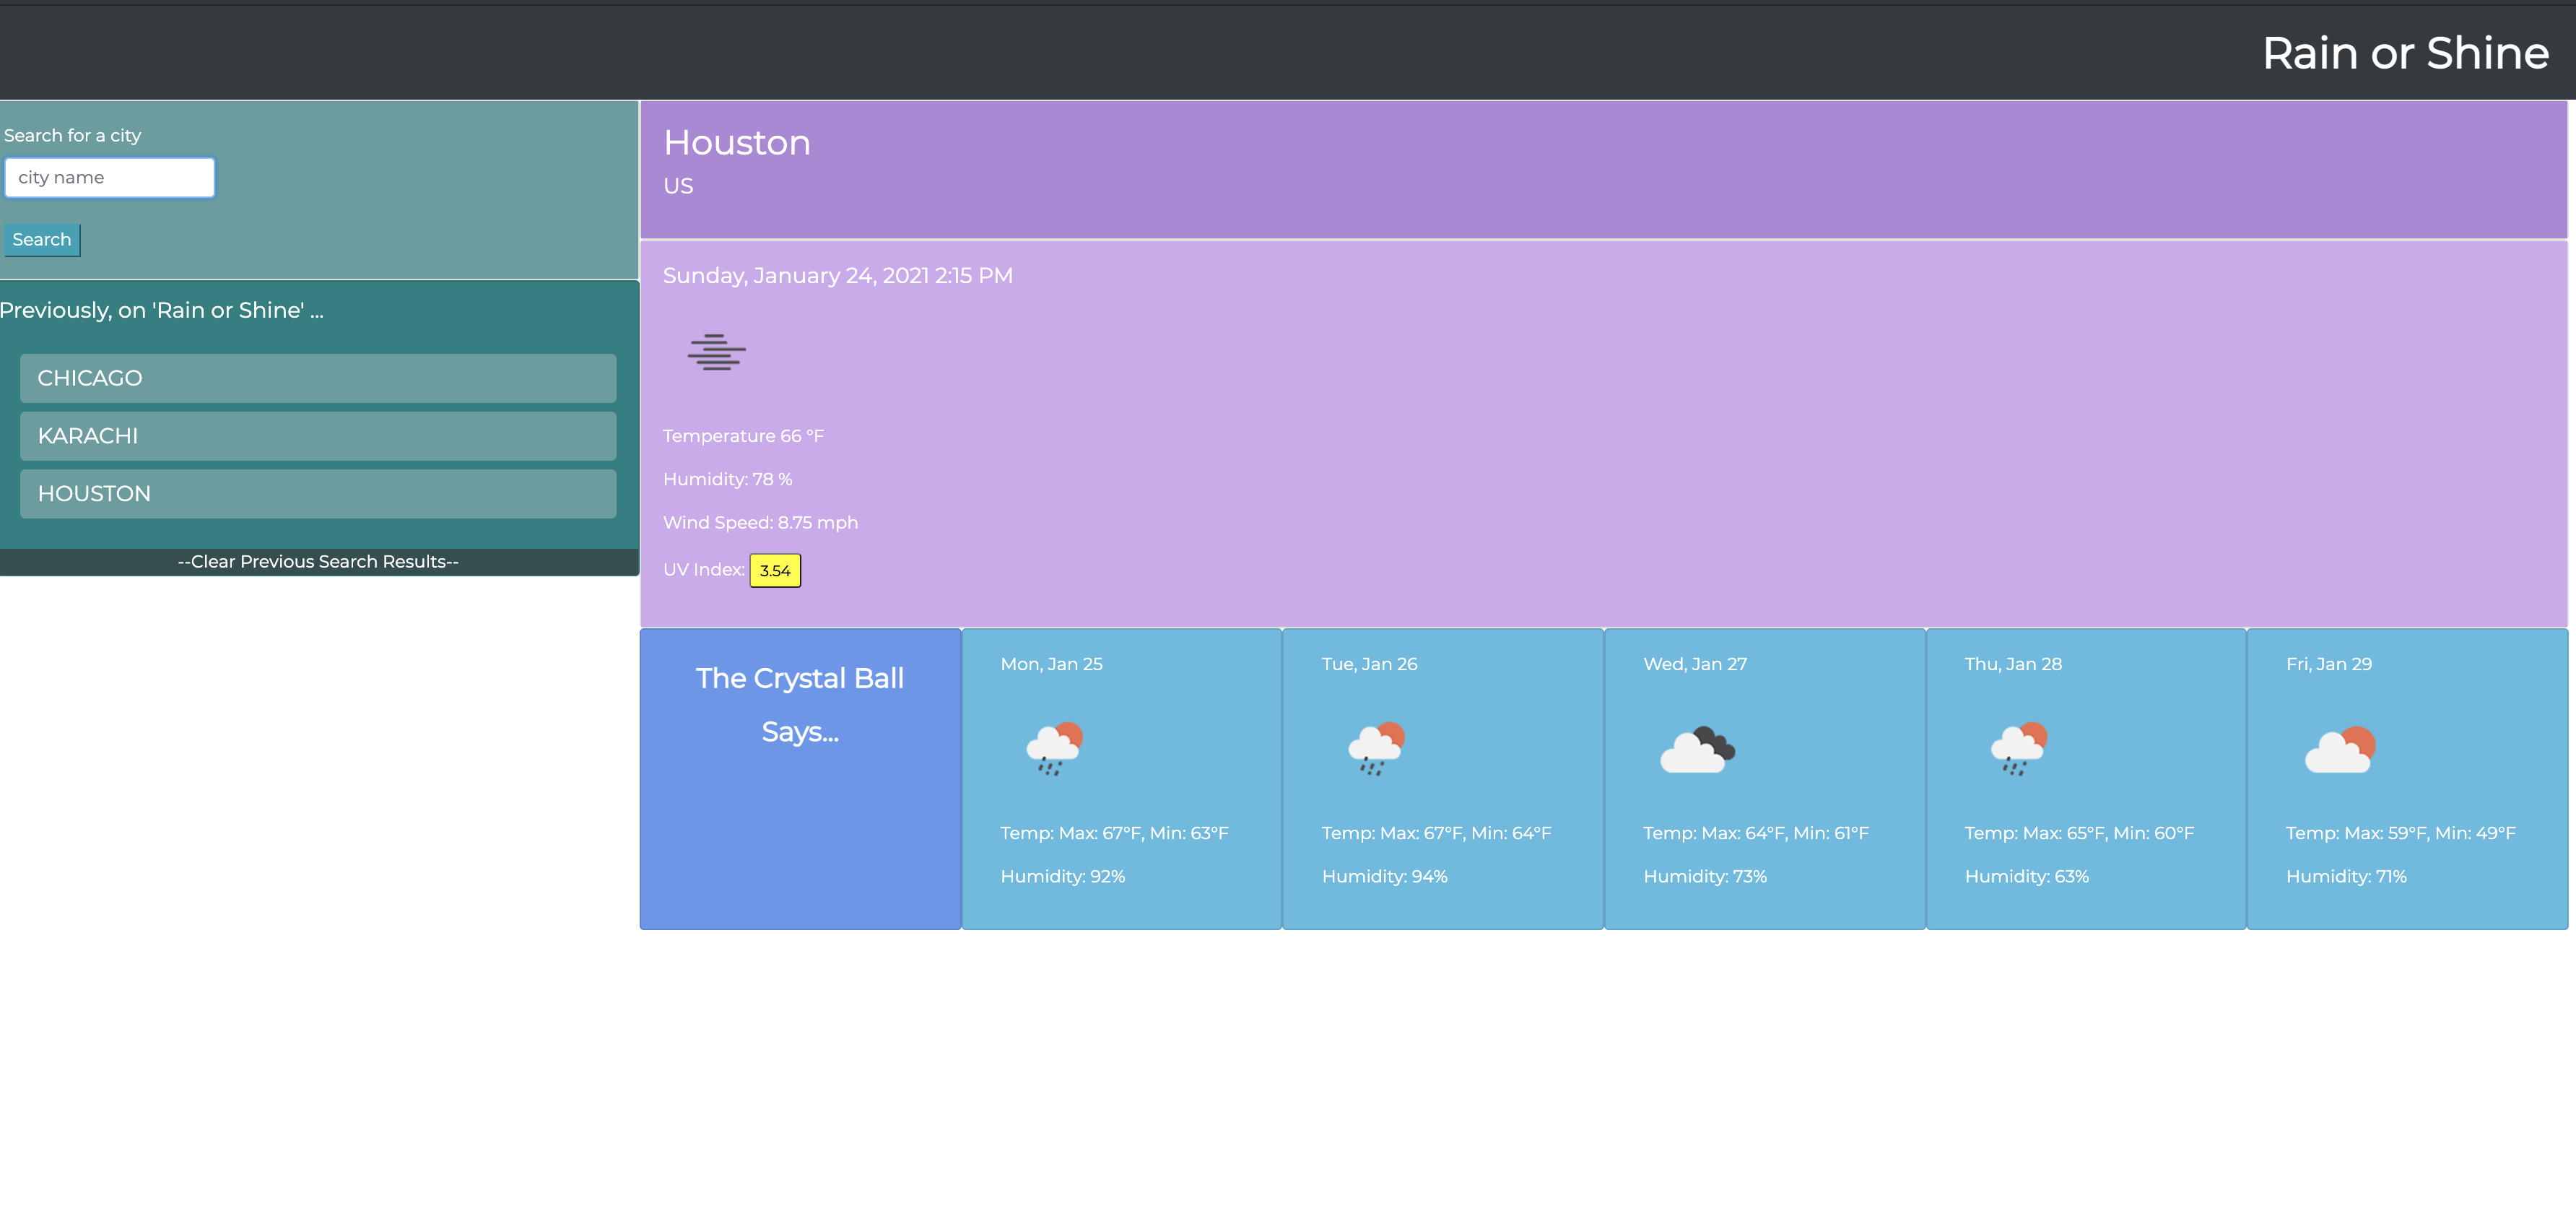 Rain or Shine
Search for a city
city name
Search
Previously, on 'Rain or Shine' ...
CHICAGO
KARACHI
HOUSTON
--Clear Previous Search Results--
Houston
US
Sunday, January 24, 2021 2:15 PM
Temperature 66 °F
Humidity: 78 %
Wind Speed: 8.75 mph
UV Index: 3.54
The Crystal Ball
Says...
Mon, Jan 25
Temp: Max: 67°F, Min: 63°F
Humidity: 92%
Tue, Jan 26
Temp: Max: 67°F, Min: 64°F
Humidity: 94%
Wed, Jan 27
Temp: Max: 64°F, Min: 61°F
Humidity: 73%
Thu, Jan 28
Temp: Max: 65°F, Min: 60°F
Humidity: 63%
Fri, Jan 29
Temp: Max: 59°F, Min: 49°F
Humidity: 71%